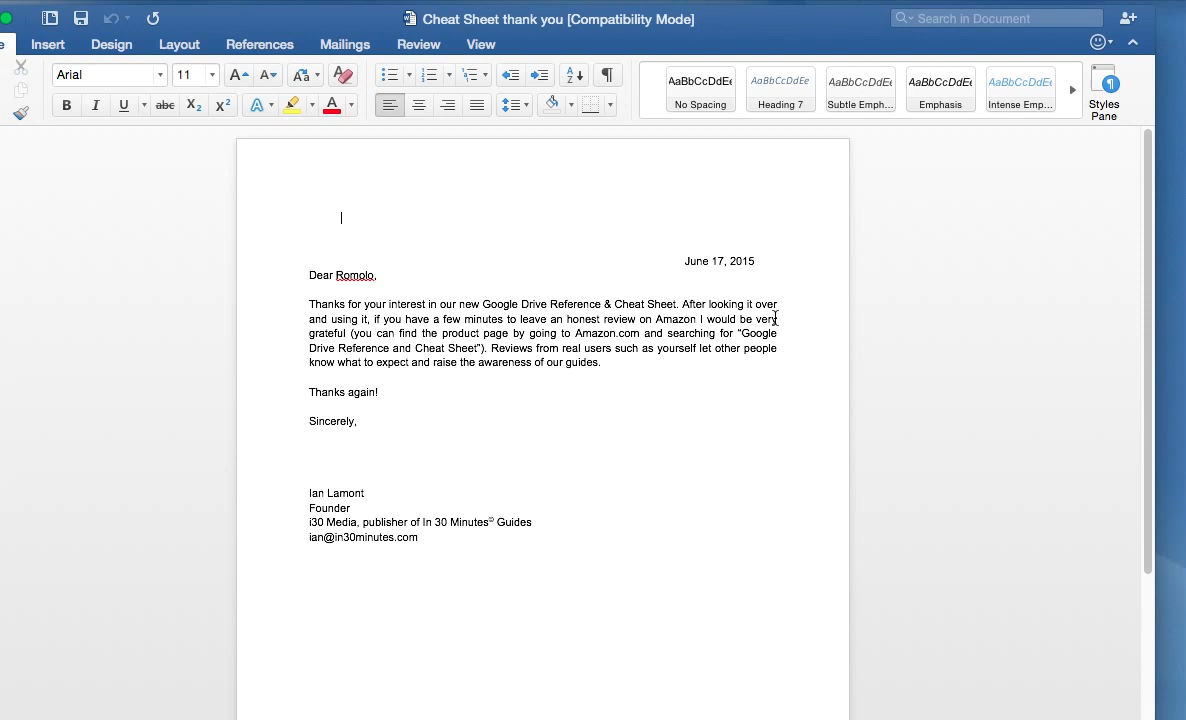 Cheat Sheet thank you [Compatibility Mode]
Search in Document
Insert Design Layout References Mailings Review View
Arial 11
AaBbCcDdEe AaBbCcDdEe AaBbCcDdEe AaBbCcDdEe AaBbCcDdEe
No Spacing Heading 7 Subtle Emph... Emphasis Intense Emp...
Styles
Pane
June 17, 2015
Dear Romolo,
Thanks for your interest in our new Google Drive Reference & Cheat Sheet. After looking it over
and using it, if you have a few minutes to leave an honest review on Amazon I would be very
grateful (you can find the product page by going to Amazon.com and searching for “Google
Drive Reference and Cheat Sheet”). Reviews from real users such as yourself let other people
know what to expect and raise the awareness of our guides.
Thanks again!
Sincerely,
Ian Lamont
Founder
i30 Media, publisher of In 30 Minutes® Guides
ian@in30minutes.com